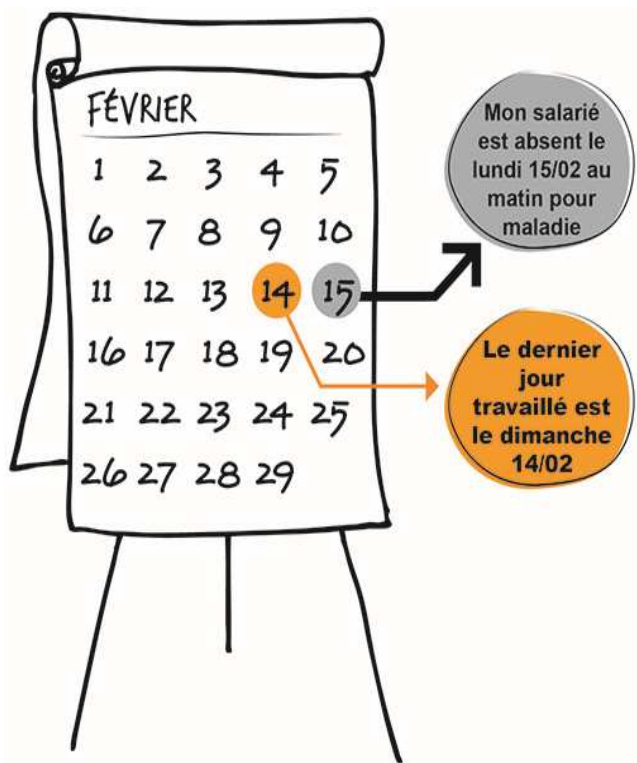 FÉVRIER
1 2 3 4 5
6 7 8 9 10
11 12 13 14 15
16 17 18 19 20
21 22 23 24 25
26 27 28 29
Mon salarié
est absent le
lundi 15/02 au
matin pour
maladie
Le dernier
jour
travaillé est
le dimanche
14/02